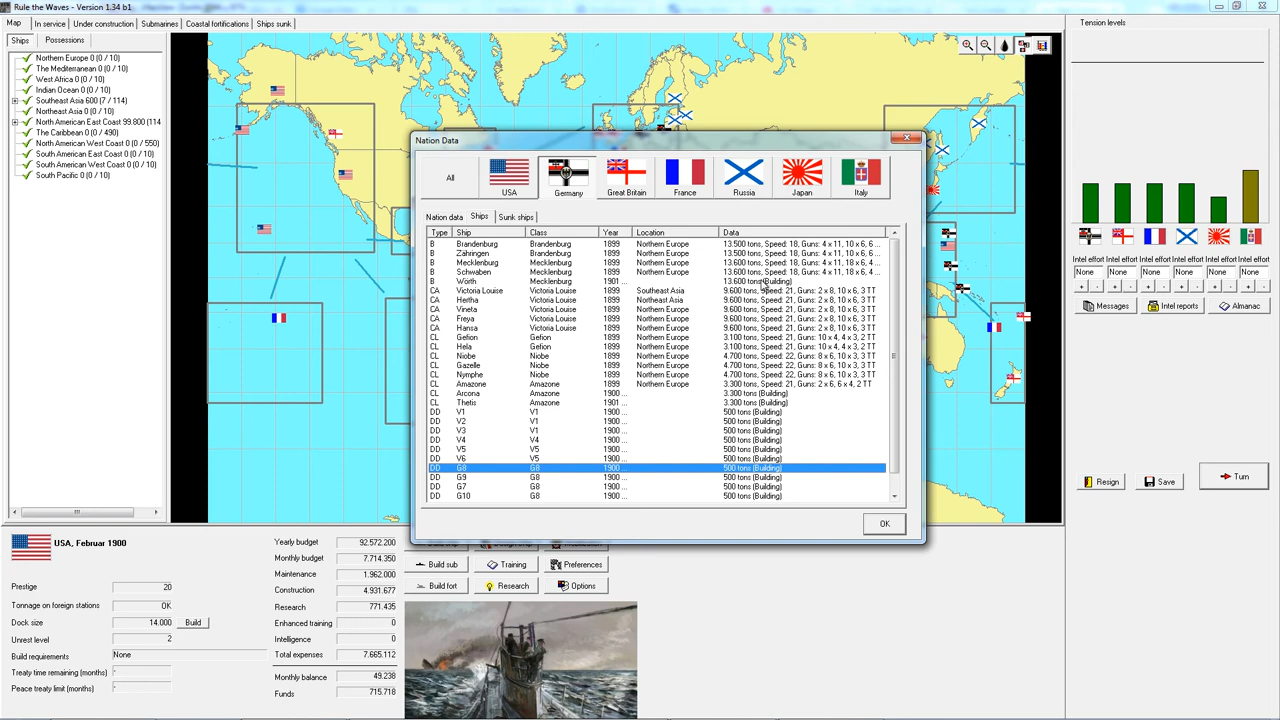 Rule the Waves - Version 1.34 b1
Map In service Under construction Submarines Coastal fortifications Ships sunk
Ships Possessions
Northern Europe 0 (0 / 10)
The Mediterranean 0 (0 / 10)
West Africa 0 (0 / 10)
Indian Ocean 0 (0 / 10)
Southeast Asia 600 (7 / 114)
Northeast Asia 0 (0 / 10)
North American East Coast 99.800 (114
The Caribbean 0 (0 / 490)
North American West Coast 0 (0 / 550)
South American East Coast 0 (0 / 10)
South American West Coast 0 (0 / 10)
South Pacific 0 (0 / 10)
Nation Data
All USA Germany Great Britain France Russia Japan Italy
Nation data Ships Sunk ships
Type Ship Class Year Location Data
B Brandenburg Brandenburg 1899 Northern Europe 13.500 tons, Speed: 18, Guns: 4 x 11, 10 x 6, 6 ...
B Zähringen Brandenburg 1899 Northern Europe 13.500 tons, Speed: 18, Guns: 4 x 11, 10 x 6, 6 ...
B Mecklenburg Mecklenburg 1899 Northern Europe 13.600 tons, Speed: 18, Guns: 4 x 11, 18 x 6, 4 ...
B Schwaben Mecklenburg 1899 Northern Europe 13.600 tons, Speed: 18, Guns: 4 x 11, 18 x 6, 4 ...
B Wörth Mecklenburg 1901 ... 13.600 tons (Building)
CA Victoria Louise Victoria Louise 1899 Southeast Asia 9.600 tons, Speed: 21, Guns: 2 x 8, 10 x 6, 3 TT
CA Hertha Victoria Louise 1899 Northeast Asia 9.600 tons, Speed: 21, Guns: 2 x 8, 10 x 6, 3 TT
CA Vineta Victoria Louise 1899 Northern Europe 9.600 tons, Speed: 21, Guns: 2 x 8, 10 x 6, 3 TT
CA Freya Victoria Louise 1899 Northern Europe 9.600 tons, Speed: 21, Guns: 2 x 8, 10 x 6, 3 TT
CA Hansa Victoria Louise 1899 Northern Europe 9.600 tons, Speed: 21, Guns: 2 x 8, 10 x 6, 3 TT
CL Gefion Gefion 1899 Northern Europe 3.100 tons, Speed: 21, Guns: 10 x 4, 4 x 3, 2 TT
CL Hela Gefion 1899 Northern Europe 3.100 tons, Speed: 21, Guns: 10 x 4, 4 x 3, 2 TT
CL Niobe Niobe 1899 Northern Europe 4.700 tons, Speed: 22, Guns: 8 x 6, 10 x 3, 3 TT
CL Gazelle Niobe 1899 Northern Europe 4.700 tons, Speed: 22, Guns: 8 x 6, 10 x 3, 3 TT
CL Nymphe Niobe 1899 Northern Europe 4.700 tons, Speed: 22, Guns: 8 x 6, 10 x 3, 3 TT
CL Amazone Amazone 1899 Northern Europe 3.300 tons, Speed: 21, Guns: 2 x 6, 6 x 4, 2 TT
CL Arcona Amazone 1900 ... 3.300 tons (Building)
CL Thetis Amazone 1901 ... 3.300 tons (Building)
DD V1 V1 1900 ... 500 tons (Building)
DD V2 V1 1900 ... 500 tons (Building)
DD V3 V1 1900 ... 500 tons (Building)
DD V4 V4 1900 ... 500 tons (Building)
DD V5 V5 1900 ... 500 tons (Building)
DD V6 V5 1900 ... 500 tons (Building)
DD G8 G8 1900 ... 500 tons (Building)
DD G9 G8 1900 ... 500 tons (Building)
DD G7 G8 1900 ... 500 tons (Building)
DD G10 G8 1900 ... 500 tons (Building)
OK
Tension levels
Intel effort Intel effort Intel effort Intel effort Intel effort Intel effort
None None None None None None
Messages Intel reports Almanac
Resign Save Turn
USA, Februar 1900
Prestige 20
Tonnage on foreign stations OK
Dock size 14.000 Build
Unrest level 2
Build requirements None
Treaty time remaining (months) -
Peace treaty limit (months) -
Yearly budget 92.572.200
Monthly budget 7.714.350
Maintenance 1.962.000
Construction 4.931.677
Research 771.435
Enhanced training 0
Intelligence 0
Total expenses 7.665.112
Monthly balance 49.238
Funds 715.718
Build sub Training Preferences
Build fort Research Options